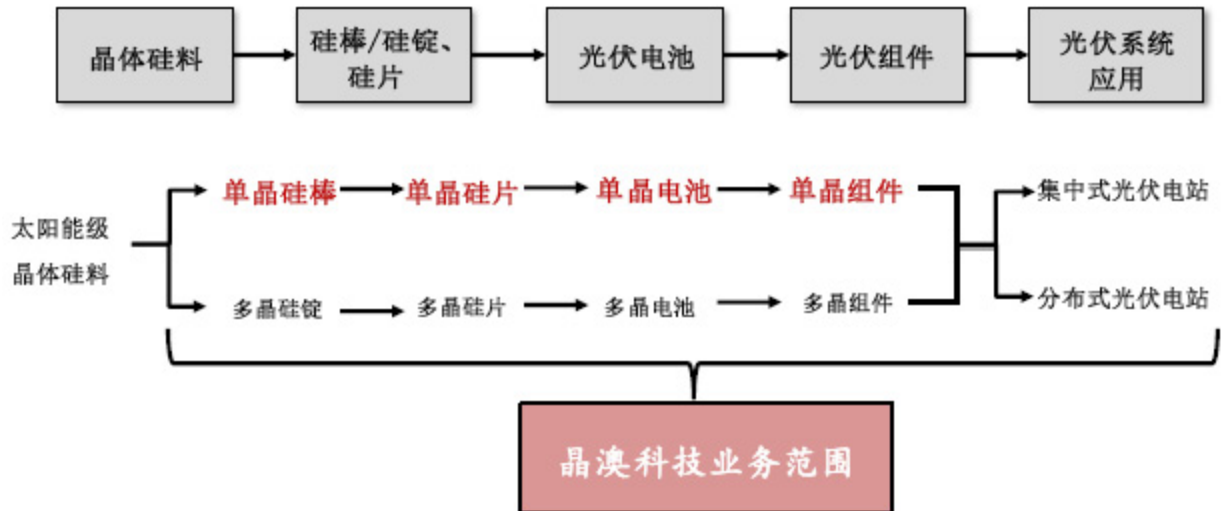 晶体硅料
硅棒/硅锭、
硅片
光伏电池
光伏组件
光伏系统
应用
太阳能级
晶体硅料
单晶硅棒
单晶硅片
单晶电池
单晶组件
集中式光伏电站
多晶硅锭
多晶硅片
多晶电池
多晶组件
分布式光伏电站
晶澳科技业务范围